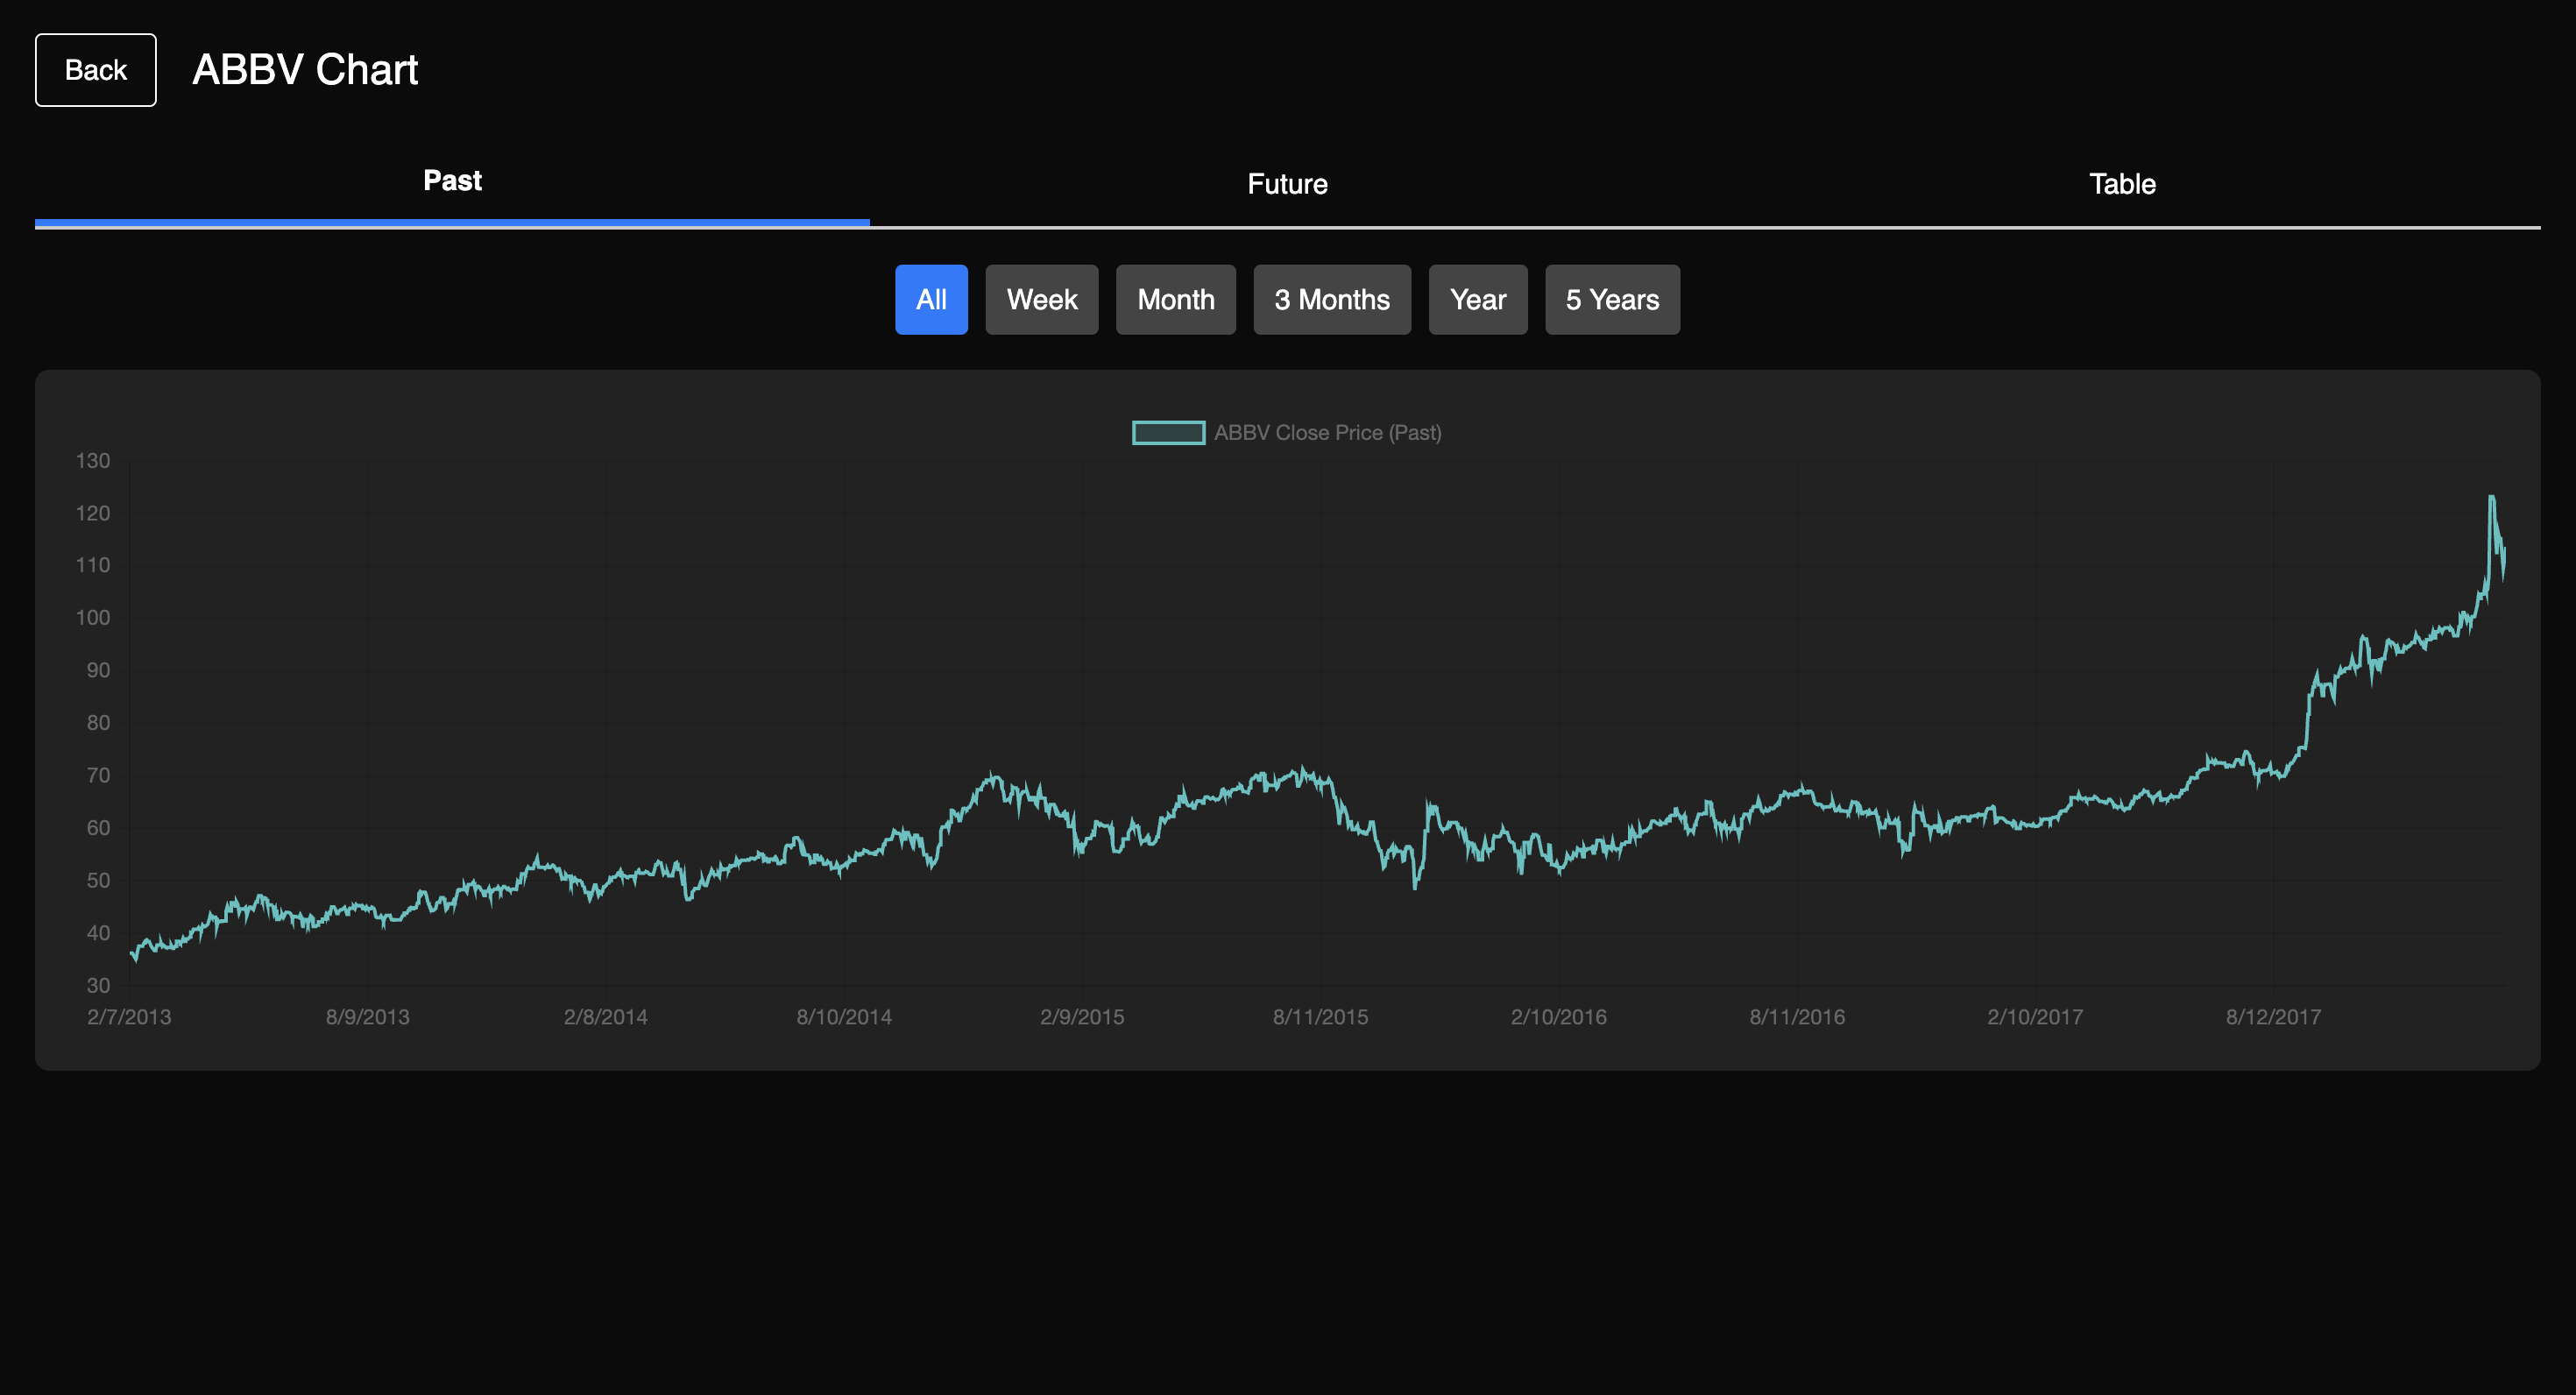 Back
ABBV Chart
Past
Future
Table
All
Week
Month
3 Months
Year
5 Years
ABBV Close Price (Past)
130
120
110
100
90
80
70
60
50
40
30
2/7/2013
8/9/2013
2/8/2014
8/10/2014
2/9/2015
8/11/2015
2/10/2016
8/11/2016
2/10/2017
8/12/2017